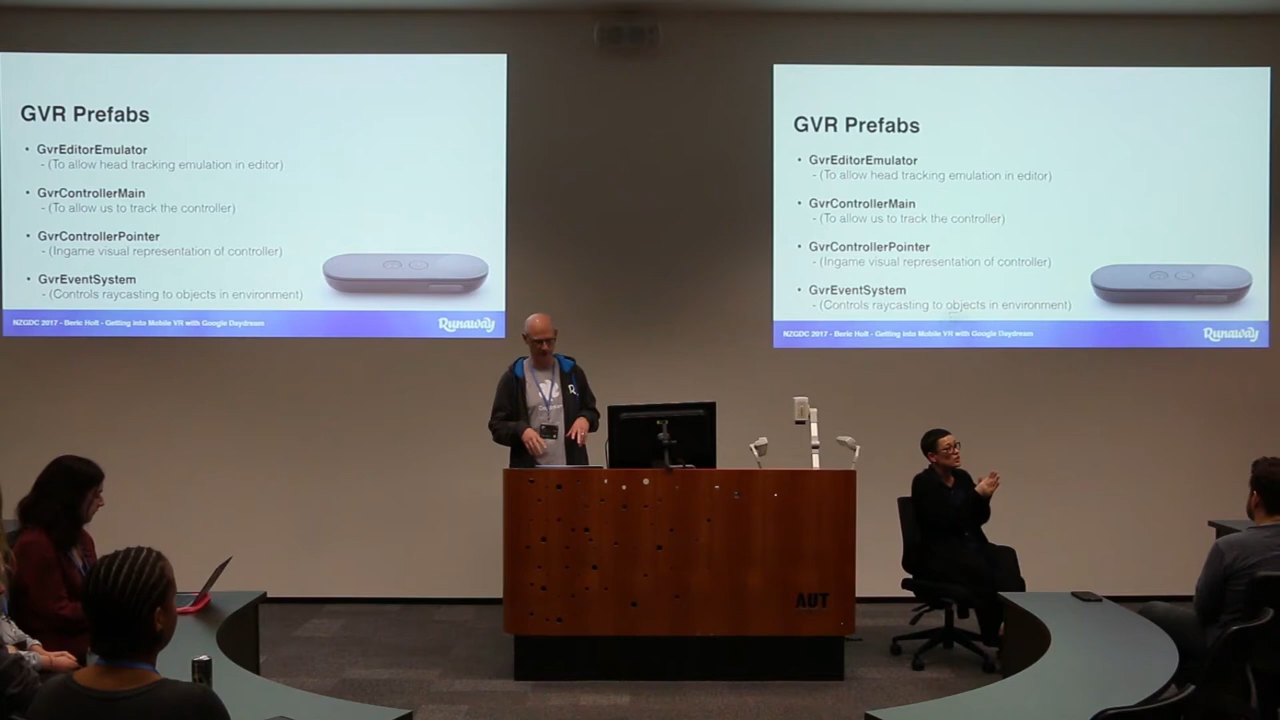 GVR Prefabs
• GvrEditorEmulator
- (To allow head tracking emulation in editor)
• GvrControllerMain
- (To allow us to track the controller)
• GvrControllerPointer
- (Ingame visual representation of controller)
• GvrEventSystem
- (Controls raycasting to objects in environment)
NZGDC 2017 - Beric Holt - Getting into Mobile VR with Google Daydream
Runaway
GVR Prefabs
• GvrEditorEmulator
- (To allow head tracking emulation in editor)
• GvrControllerMain
- (To allow us to track the controller)
• GvrControllerPointer
- (Ingame visual representation of controller)
• GvrEventSystem
- (Controls raycasting to objects in environment)
NZGDC 2017 - Beric Holt - Getting into Mobile VR with Google Daydream
Runaway
R
AUT